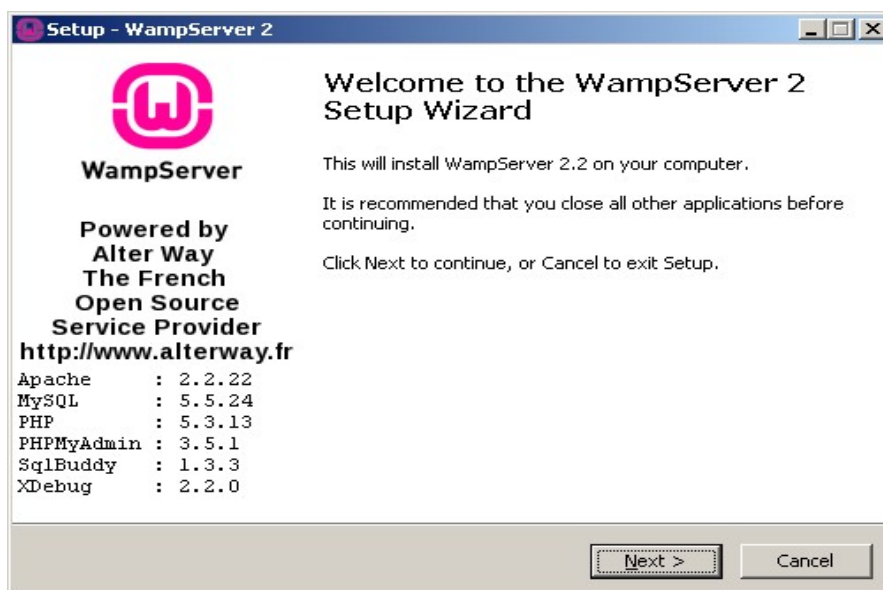 Setup - WampServer 2
WampServer
Powered by
Alter Way
The French
Open Source
Service Provider
http://www.alterway.fr
Apache : 2.2.22
MySQL : 5.5.24
PHP : 5.3.13
PHPMyAdmin : 3.5.1
SqlBuddy : 1.3.3
XDebug : 2.2.0
Welcome to the WampServer 2
Setup Wizard
This will install WampServer 2.2 on your computer.
It is recommended that you close all other applications before
continuing.
Click Next to continue, or Cancel to exit Setup.
Next >
Cancel